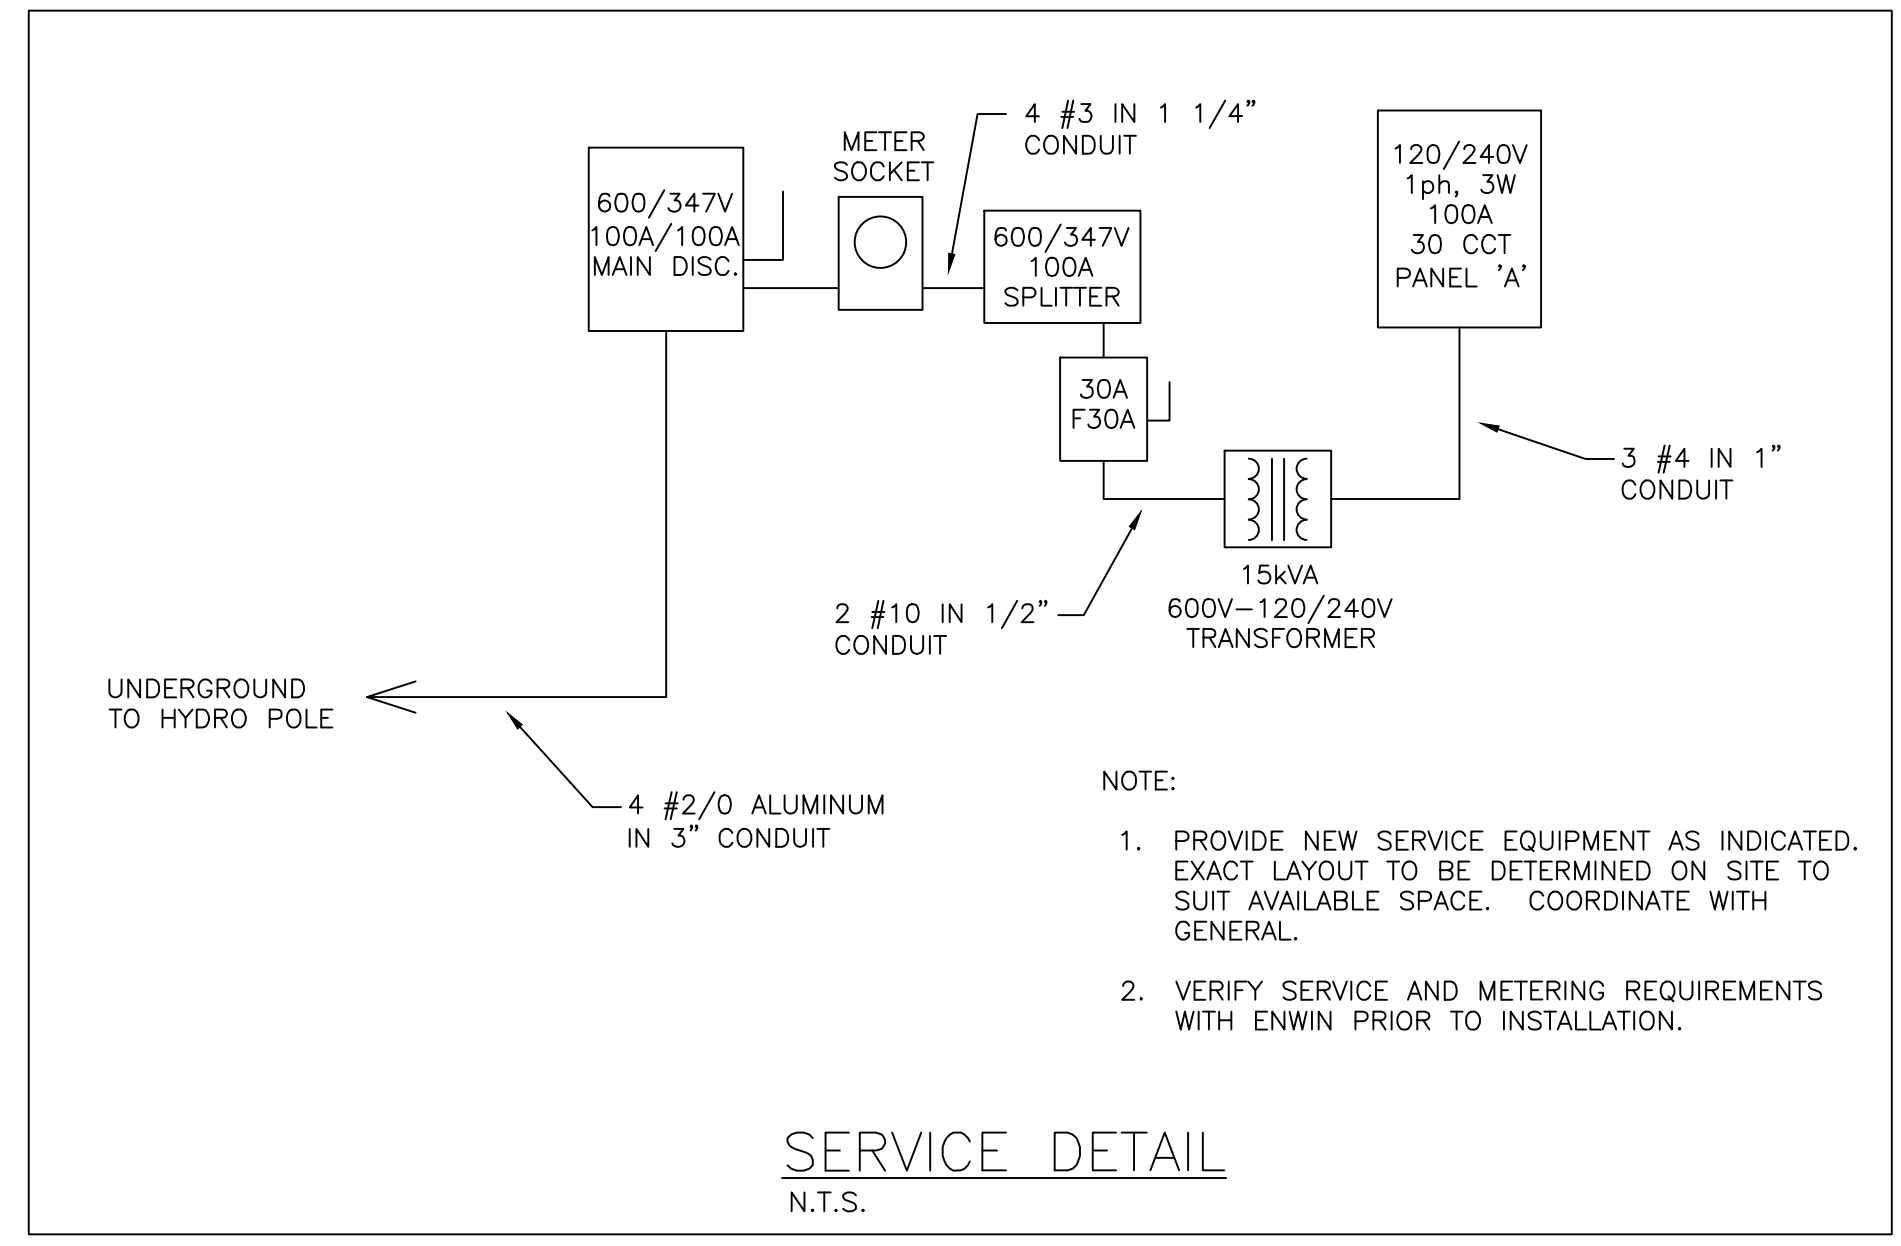 4 #3 IN 1 1/4"
CONDUIT
METER
SOCKET
600/347V
100A/100A
MAIN DISC.
600/347V
100A
SPLITTER
120/240V
1ph, 3W
100A
30 CCT
PANEL 'A'
30A
F30A
3 #4 IN 1"
CONDUIT
15kVA
600V-120/240V
TRANSFORMER
2 #10 IN 1/2"
CONDUIT
UNDERGROUND
TO HYDRO POLE
4 #2/0 ALUMINUM
IN 3" CONDUIT
NOTE:
1. PROVIDE NEW SERVICE EQUIPMENT AS INDICATED.
EXACT LAYOUT TO BE DETERMINED ON SITE TO
SUIT AVAILABLE SPACE. COORDINATE WITH
GENERAL.
2. VERIFY SERVICE AND METERING REQUIREMENTS
WITH ENWIN PRIOR TO INSTALLATION.
SERVICE DETAIL
N.T.S.